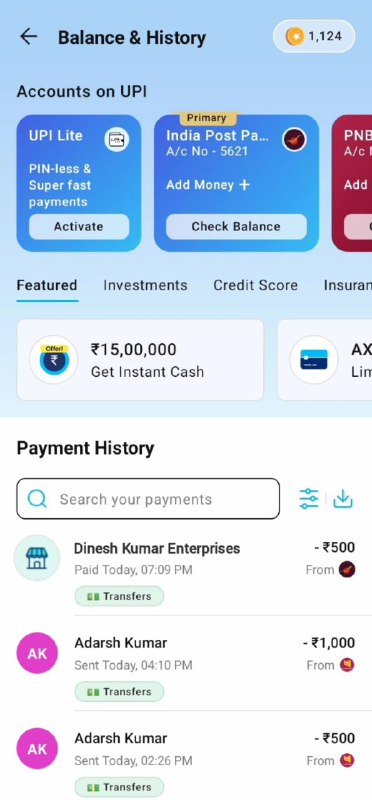 Balance & History
1,124
Accounts on UPI
UPI Lite
PIN-less &
Super fast
payments
Activate
Primary
India Post Pa...
A/c No - 5621
Add Money +
Check Balance
PNB
A/c
Add
Featured
Investments
Credit Score
Insuran
Offer!
₹
₹15,00,000
Get Instant Cash
AX
Lim
Payment History
Search your payments
Dinesh Kumar Enterprises
- ₹500
Paid Today, 07:09 PM
From
Transfers
AK
Adarsh Kumar
- ₹1,000
Sent Today, 04:10 PM
From
Transfers
AK
Adarsh Kumar
- ₹500
Sent Today, 02:26 PM
From
Transfers